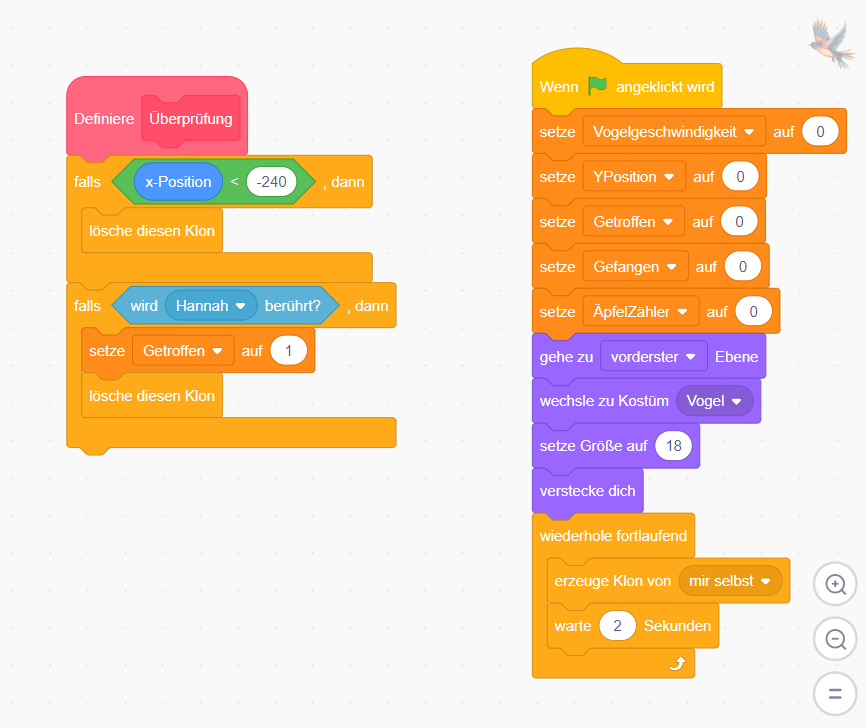 Definiere Überprüfung
falls x-Position < -240 , dann
lösche diesen Klon
falls wird Hannah berührt? , dann
setze Getroffen auf 1
lösche diesen Klon
Wenn angeklickt wird
setze Vogelgeschwindigkeit auf 0
setze YPosition auf 0
setze Getroffen auf 0
setze Gefangen auf 0
setze ÄpfelZähler auf 0
gehe zu vorderster Ebene
wechsle zu Kostüm Vogel
setze Größe auf 18
verstecke dich
wiederhole fortlaufend
erzeuge Klon von mir selbst
warte 2 Sekunden